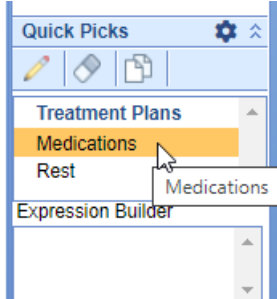 Quick Picks
Treatment Plans
Medications
Rest
Medications
Expression Builder